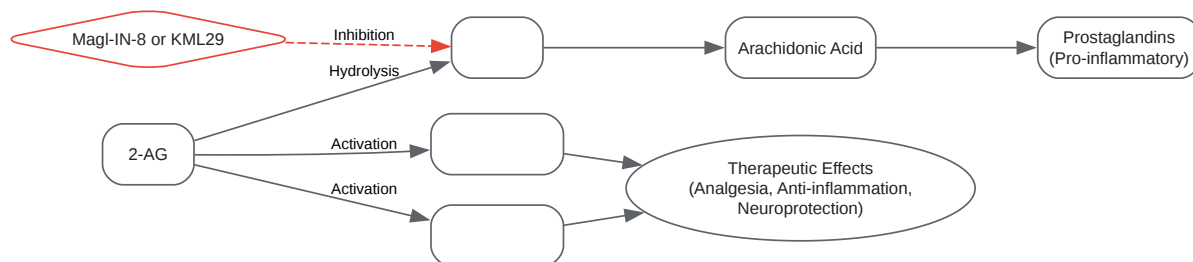 Magl-IN-8 or KML29
Inhibition
Hydrolysis
Arachidonic Acid
Prostaglandins
(Pro-inflammatory)
2-AG
Activation
Activation
Therapeutic Effects
(Analgesia, Anti-inflammation,
Neuroprotection)